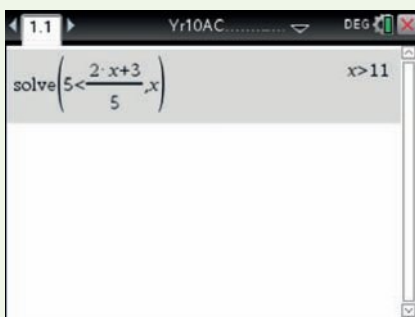 1.1 Yr10AC............ DEG
solve(5<(2·x+3)/5,x) x>11